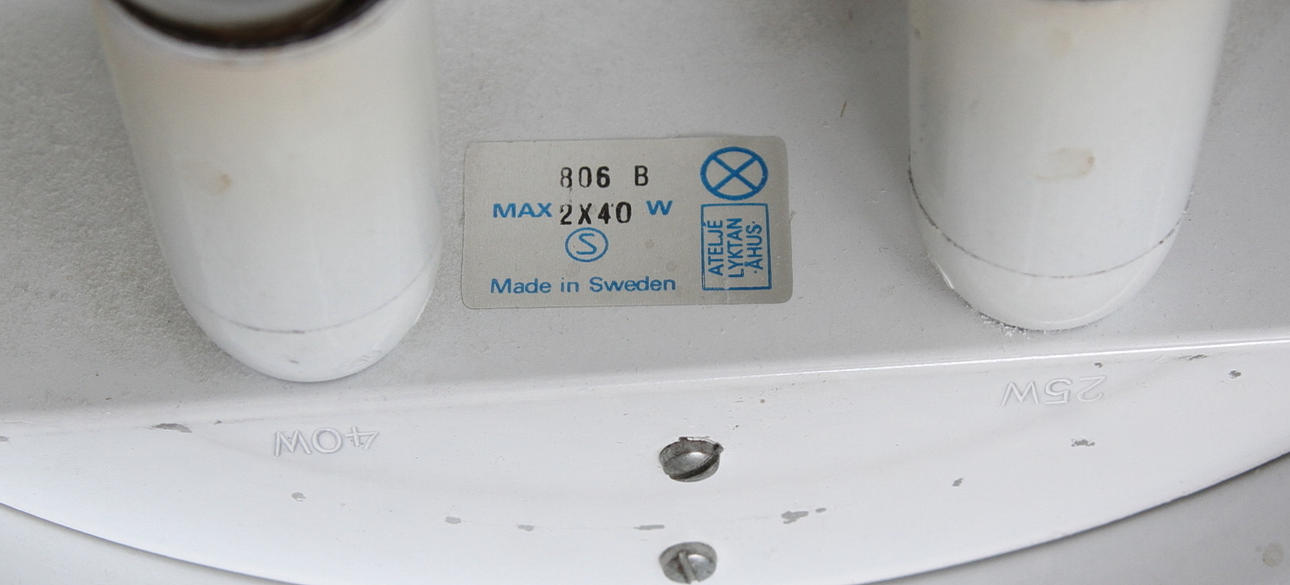 806 B
MAX 2X40 W
S
Made in Sweden
ATELJÉ
LYKTAN
·ÅHUS·
40W
25W